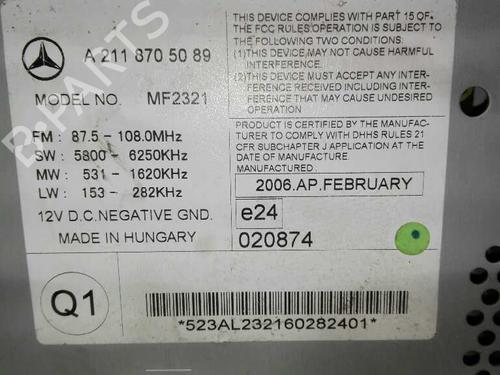 THIS DEVICE COMPLIES WITH PART 15 OF
THE FCC RULES OPERATION IS SUBJECT TO
THE FOLLOWING TWO CONDITIONS:
(1) THIS DEVICE MAY NOT CAUSE HARMFUL
INTERFERENCE.
(2) THIS DEVICE MUST ACCEPT ANY INTER-
FERENCE RECEIVED INCLUDING INTERFER-
ENCE THAT MAY CAUSE UNDESIRED
OPERATION
A 211 870 50 89
MODEL NO. MF2321
FM : 87.5 - 108.0MHz
SW : 5800 - 6250KHz
MW : 531 - 1620KHz
LW : 153 - 282KHz
12V D.C.NEGATIVE GND.
MADE IN HUNGARY
PRODUCT IS CERTIFIED BY THE MANUFAC-
TURER TO COMPLY WITH DHHS RULES 21
CFR SUBCHAPTER J APPLICATION AT THE
DATE OF MANUFACTURE.
MANUFACTURED :
2006.AP.FEBRUARY
e24
020874
Q1
*523AL232160282401*
B-PARTS